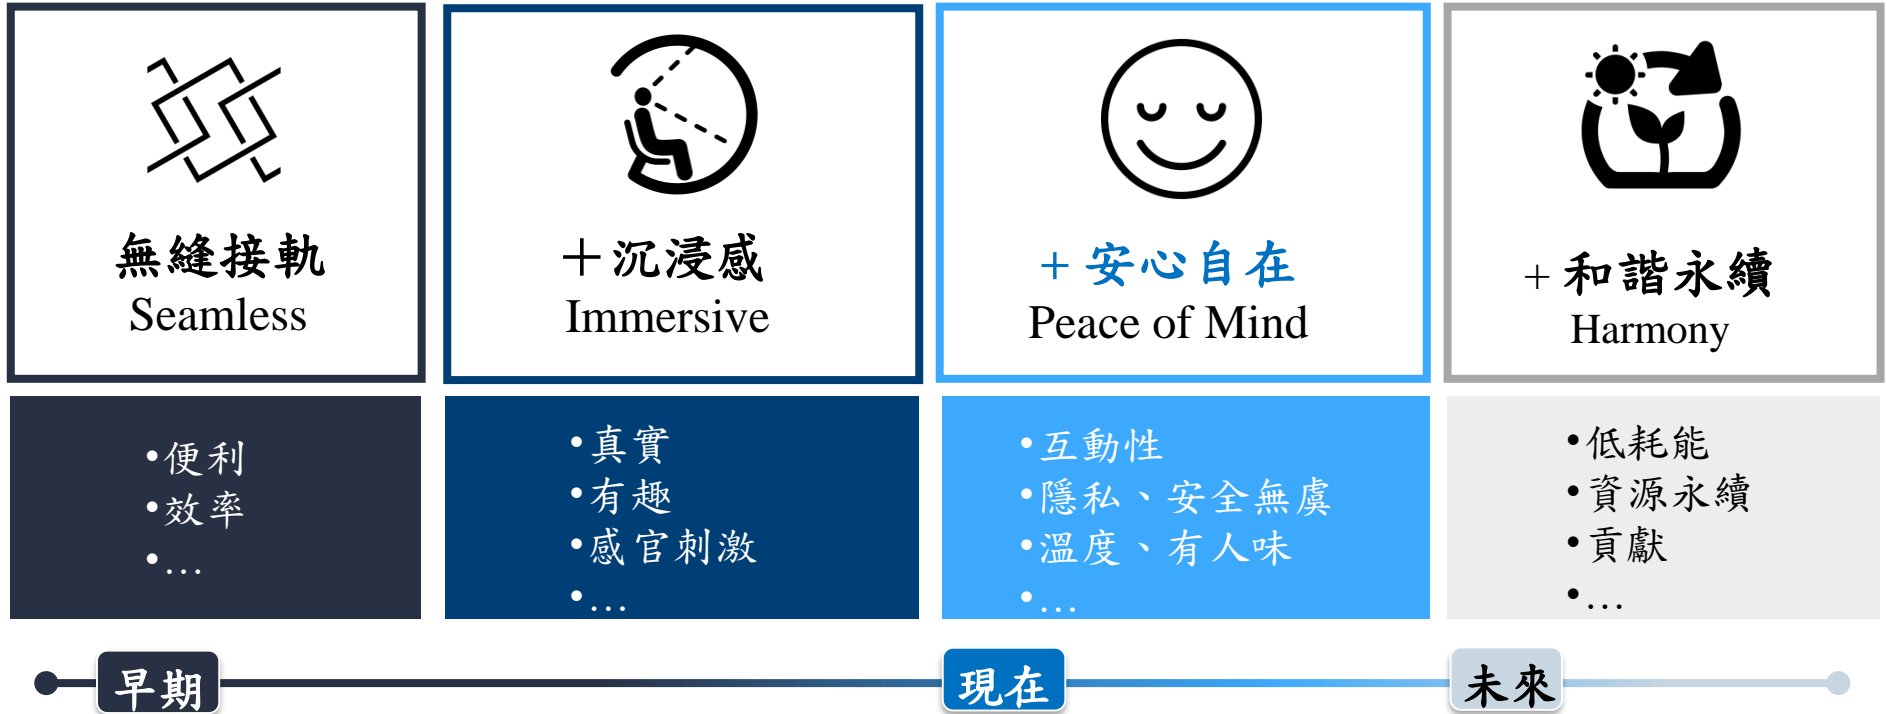 無縫接軌
Seamless
＋沉浸感
Immersive
+ 安心自在
Peace of Mind
+ 和諧永續
Harmony
•便利
•效率
•…
•真實
•有趣
•感官刺激
•…
•互動性
•隱私、安全無虞
•溫度、有人味
•…
•低耗能
•資源永續
•貢獻
•…
早期
現在
未來